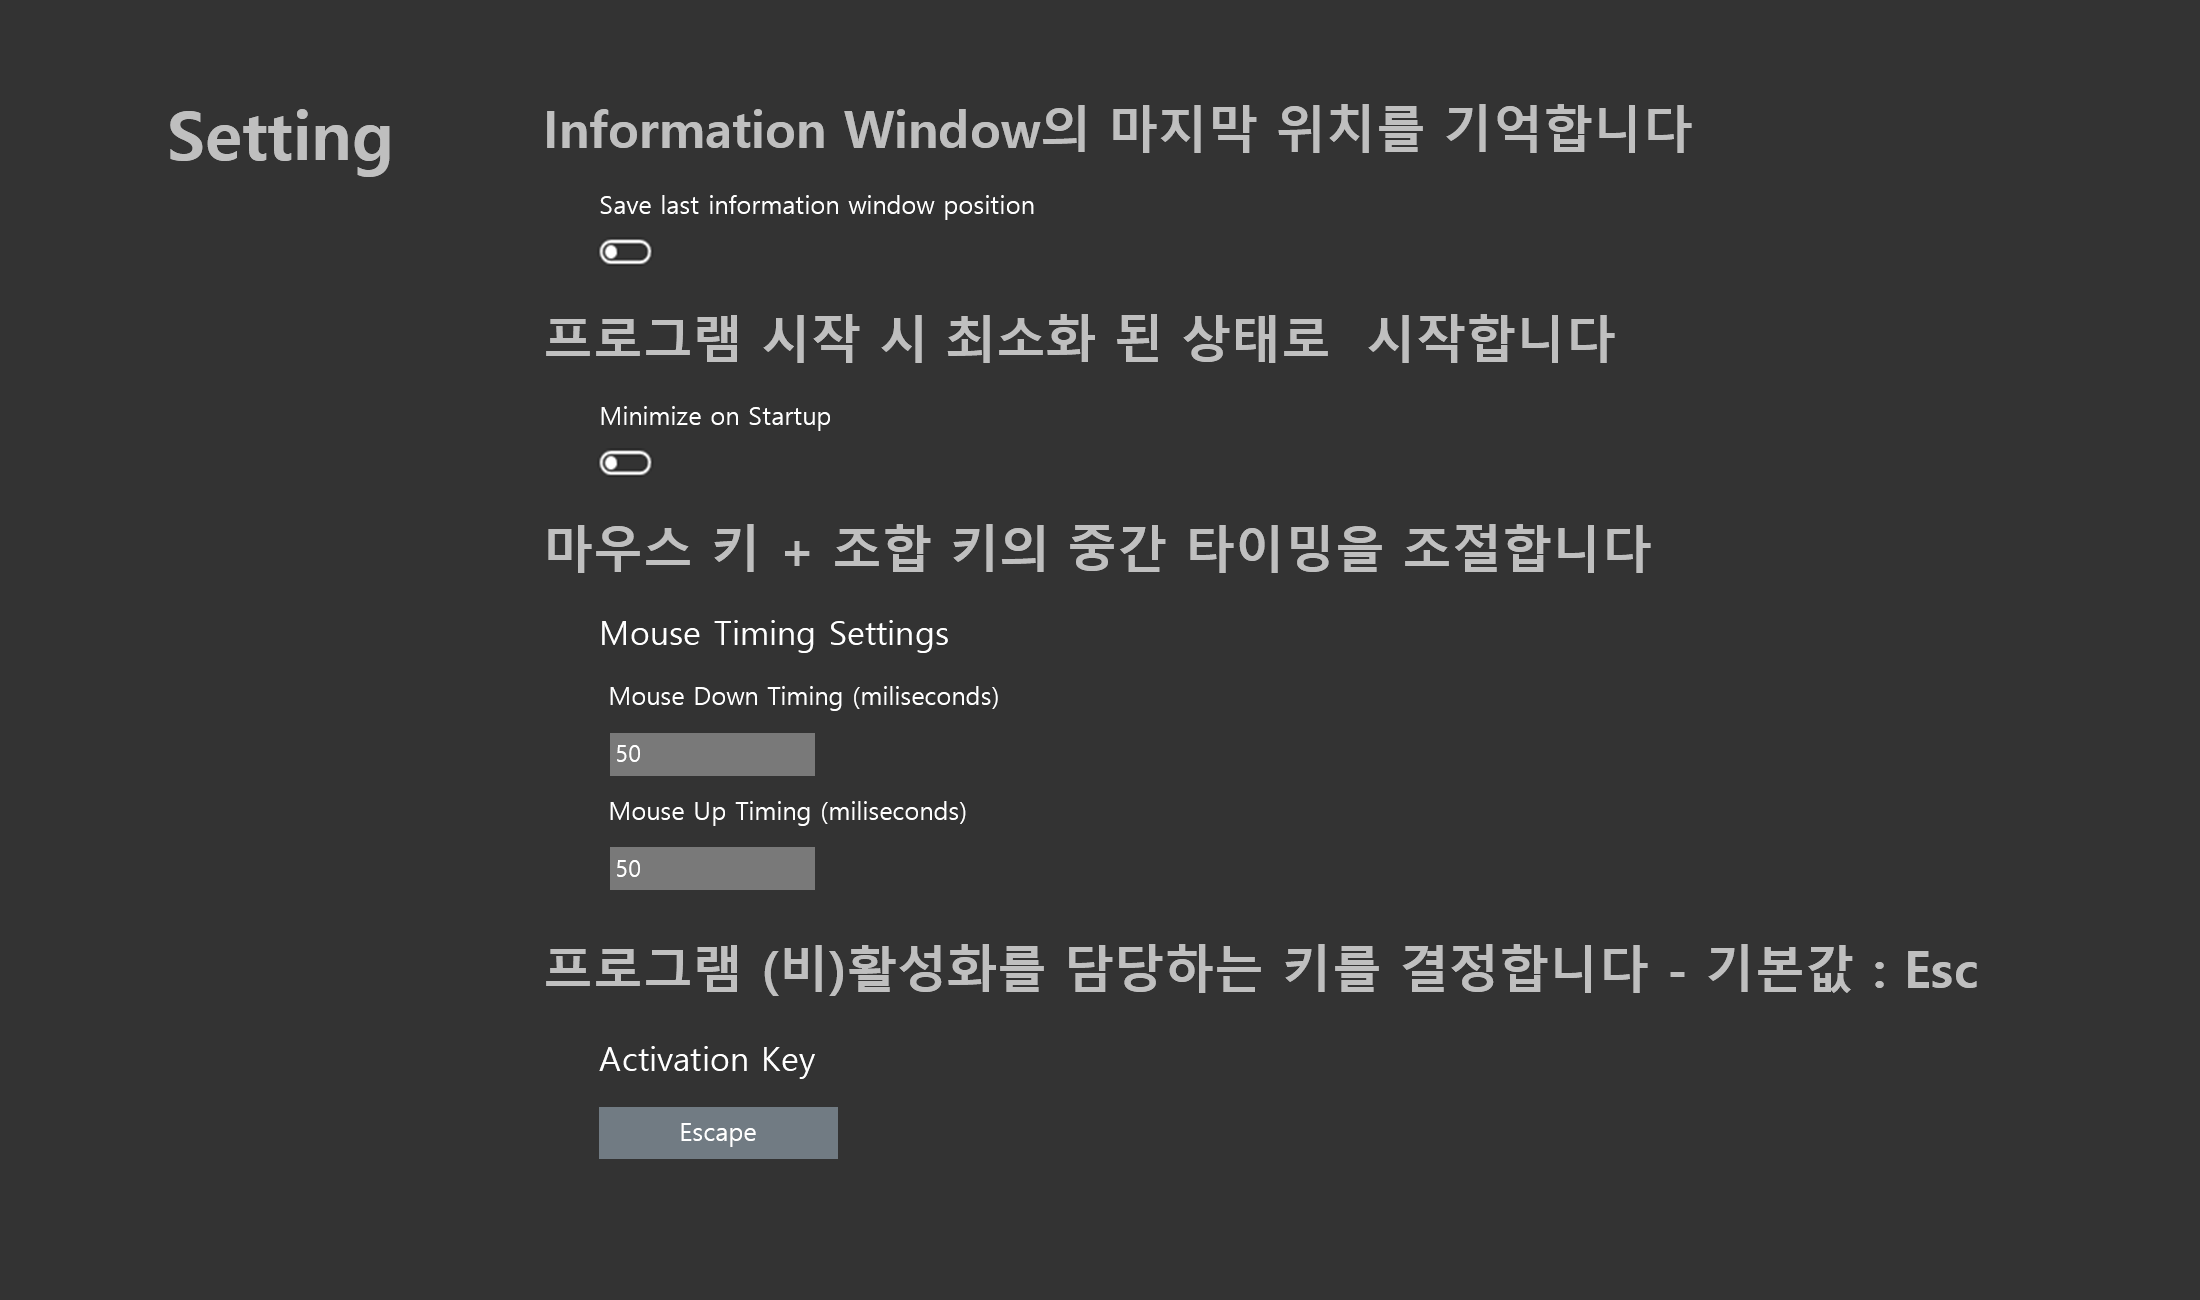 Setting
Information Window의 마지막 위치를 기억합니다
Save last information window position
프로그램 시작 시 최소화 된 상태로 시작합니다
Minimize on Startup
마우스 키 + 조합 키의 중간 타이밍을 조절합니다
Mouse Timing Settings
Mouse Down Timing (miliseconds)
50
Mouse Up Timing (miliseconds)
50
프로그램 (비)활성화를 담당하는 키를 결정합니다 - 기본값 : Esc
Activation Key
Escape